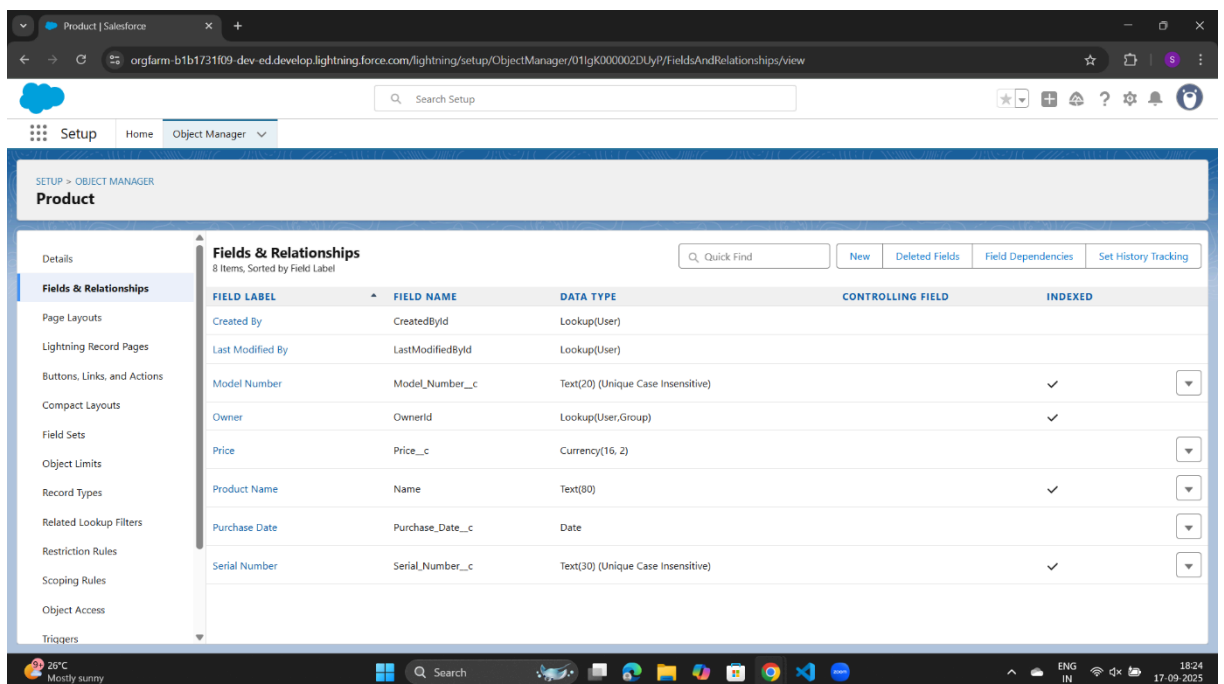 Product | Salesforce
orgfarm-b1b1731f09-dev-ed.develop.lightning.force.com/lightning/setup/ObjectManager/01IgK000002DUyP/FieldsAndRelationships/view
S
Search Setup
Setup Home Object Manager
SETUP > OBJECT MANAGER
Product
Details
Fields & Relationships
Page Layouts
Lightning Record Pages
Buttons, Links, and Actions
Compact Layouts
Field Sets
Object Limits
Record Types
Related Lookup Filters
Restriction Rules
Scoping Rules
Object Access
Triggers
Fields & Relationships
8 Items, Sorted by Field Label
Quick Find New Deleted Fields Field Dependencies Set History Tracking
FIELD LABEL FIELD NAME DATA TYPE CONTROLLING FIELD INDEXED
Created By CreatedById Lookup(User)
Last Modified By LastModifiedById Lookup(User)
Model Number Model_Number__c Text(20) (Unique Case Insensitive)
Owner OwnerId Lookup(User,Group)
Price Price__c Currency(16, 2)
Product Name Name Text(80)
Purchase Date Purchase_Date__c Date
Serial Number Serial_Number__c Text(30) (Unique Case Insensitive)
9+ 26°C
Mostly sunny
Search
zoom
ENG
IN
18:24
17-09-2025